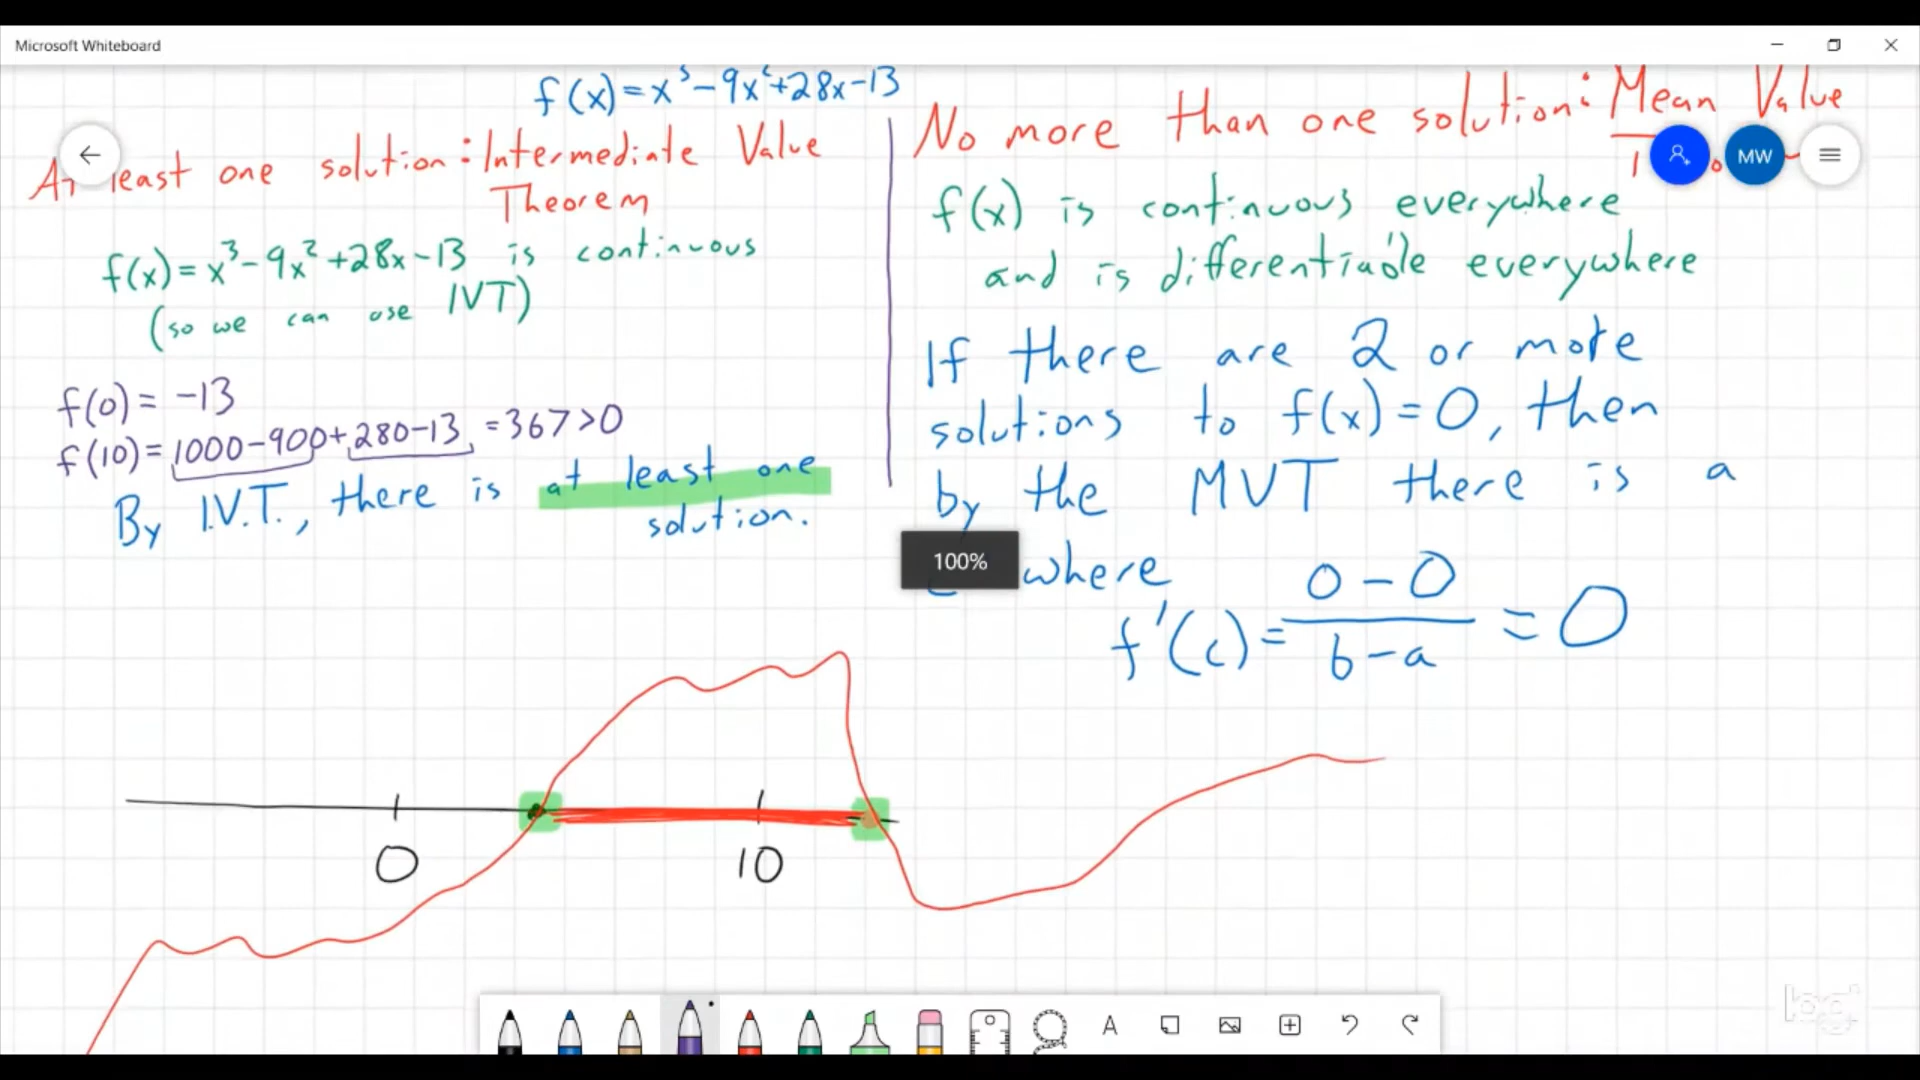 Microsoft Whiteboard
f(x)=x³-9x²+28x-13
At least one solution: Intermediate Value
Theorem
f(x)=x³-9x²+28x-13 is continuous
(so we can use IVT)
f(0)= -13
f(10)=1000-900+280-13 =367>0
By I.V.T., there is at least one
solution.
No more than one solution: Mean Value
MW
f(x) is continuous everywhere
and is differentiable everywhere
If there are 2 or more
solutions to f(x)=0, then
by the MVT there is a
100%
where
f'(c)= 0-0 / b-a = 0
0
10
A